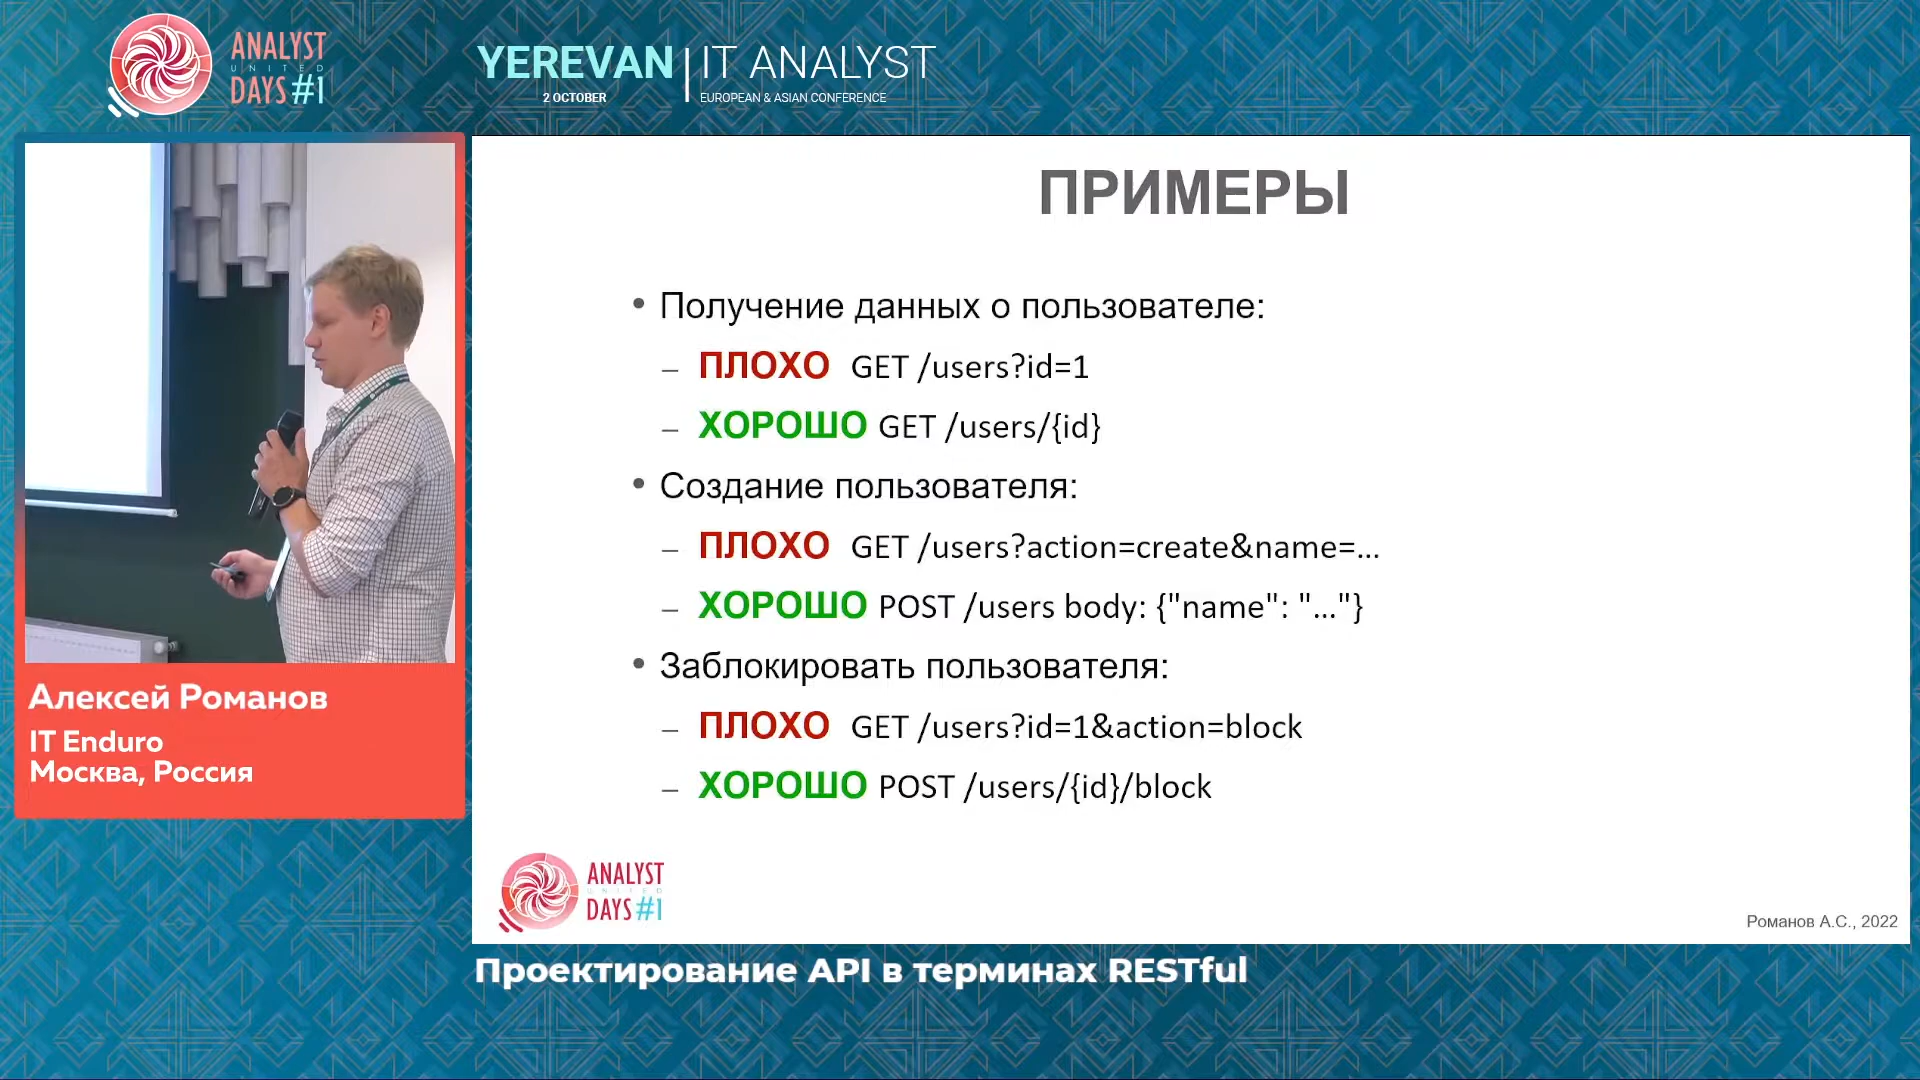 ANALYST
UNITED
DAYS #1
YEREVAN
2 OCTOBER
IT ANALYST
EUROPEAN & ASIAN CONFERENCE
Алексей Романов
IT Enduro
Москва, Россия
ПРИМЕРЫ
• Получение данных о пользователе:
– ПЛОХО GET /users?id=1
– ХОРОШО GET /users/{id}
• Создание пользователя:
– ПЛОХО GET /users?action=create&name=...
– ХОРОШО POST /users body: {"name": "..."}
• Заблокировать пользователя:
– ПЛОХО GET /users?id=1&action=block
– ХОРОШО POST /users/{id}/block
ANALYST
UNITED
DAYS #1
Романов А.С., 2022
Проектирование API в терминах RESTful